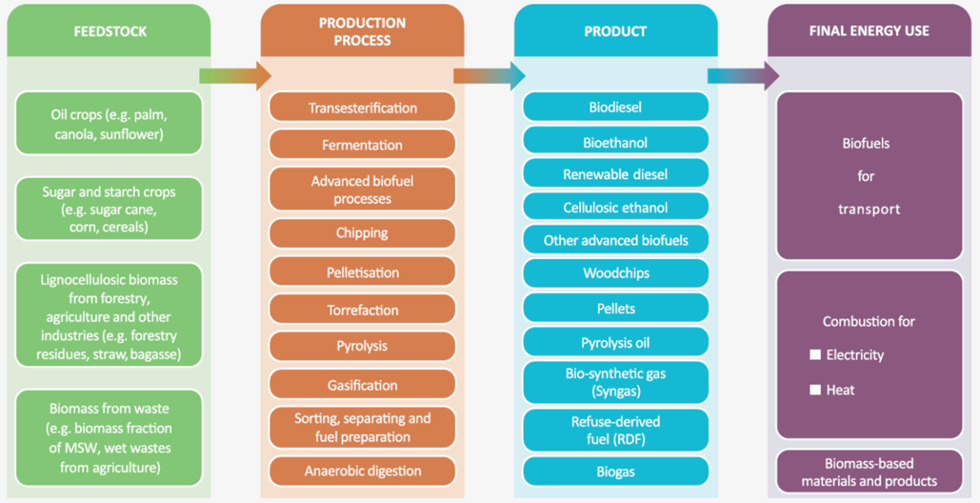 FEEDSTOCK
Oil crops (e.g. palm,
canola, sunflower)
Sugar and starch crops
(e.g. sugar cane,
corn, cereals)
Lignocellulosic biomass
from forestry,
agriculture and other
industries (e.g. forestry
residues, straw, bagasse)
Biomass from waste
(e.g. biomass fraction
of MSW, wet wastes
from agriculture)
PRODUCTION
PROCESS
Transesterification
Fermentation
Advanced biofuel
processes
Chipping
Pelletisation
Torrefaction
Pyrolysis
Gasification
Sorting, separating and
fuel preparation
Anaerobic digestion
PRODUCT
Biodiesel
Bioethanol
Renewable diesel
Cellulosic ethanol
Other advanced biofuels
Woodchips
Pellets
Pyrolysis oil
Bio-synthetic gas
(Syngas)
Refuse-derived
fuel (RDF)
Biogas
FINAL ENERGY USE
Biofuels
for
transport
Combustion for
Electricity
Heat
Biomass-based
materials and products